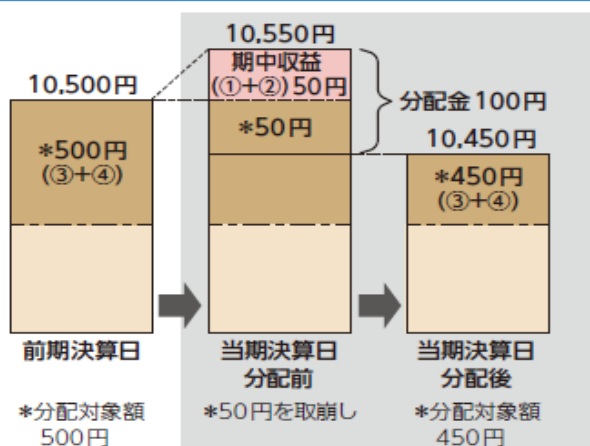 10,500円
*500円
(③+④)
前期決算日
*分配対象額
500円
10,550円
期中収益
(①+②)50円
*50円
分配金100円
当期決算日
分配前
*50円を取崩し
10,450円
*450円
(③+④)
当期決算日
分配後
*分配対象額
450円